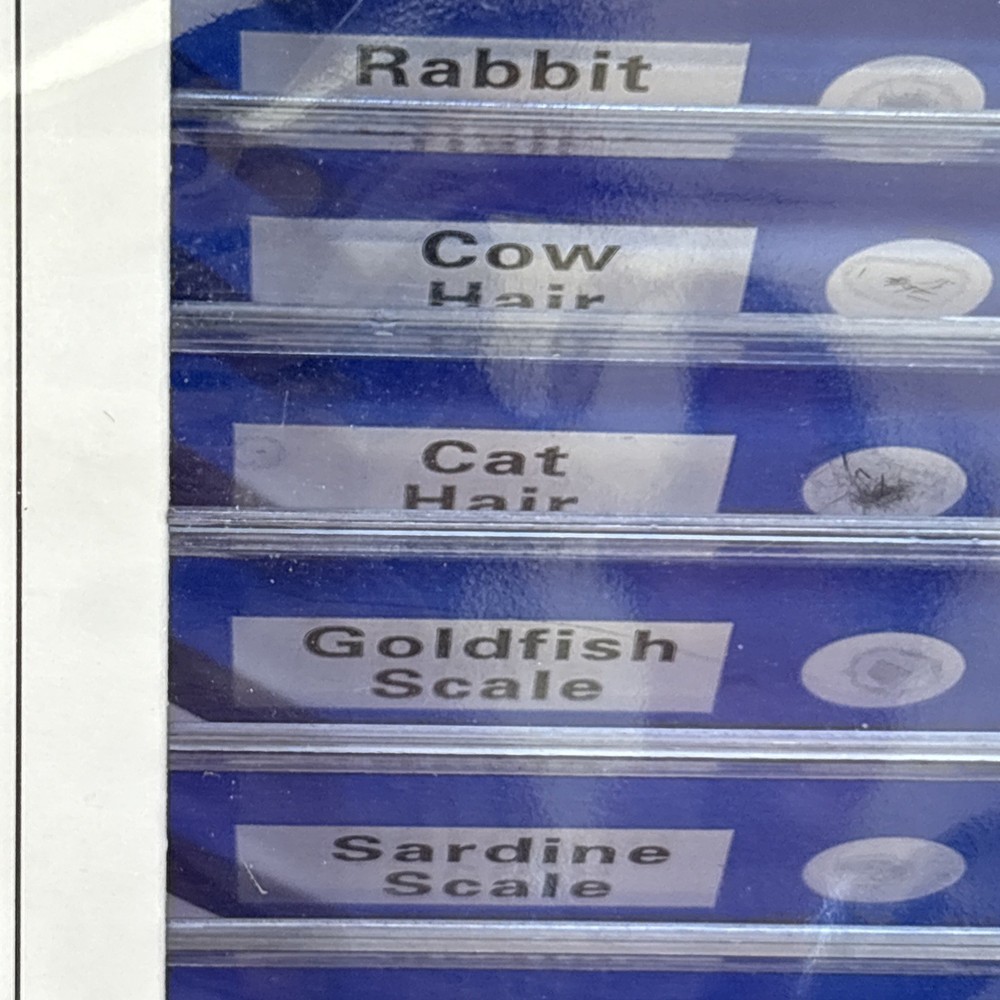 Rabbit
Cow
Hair
Cat
Hair
Goldfish
Scale
Sardine
Scale